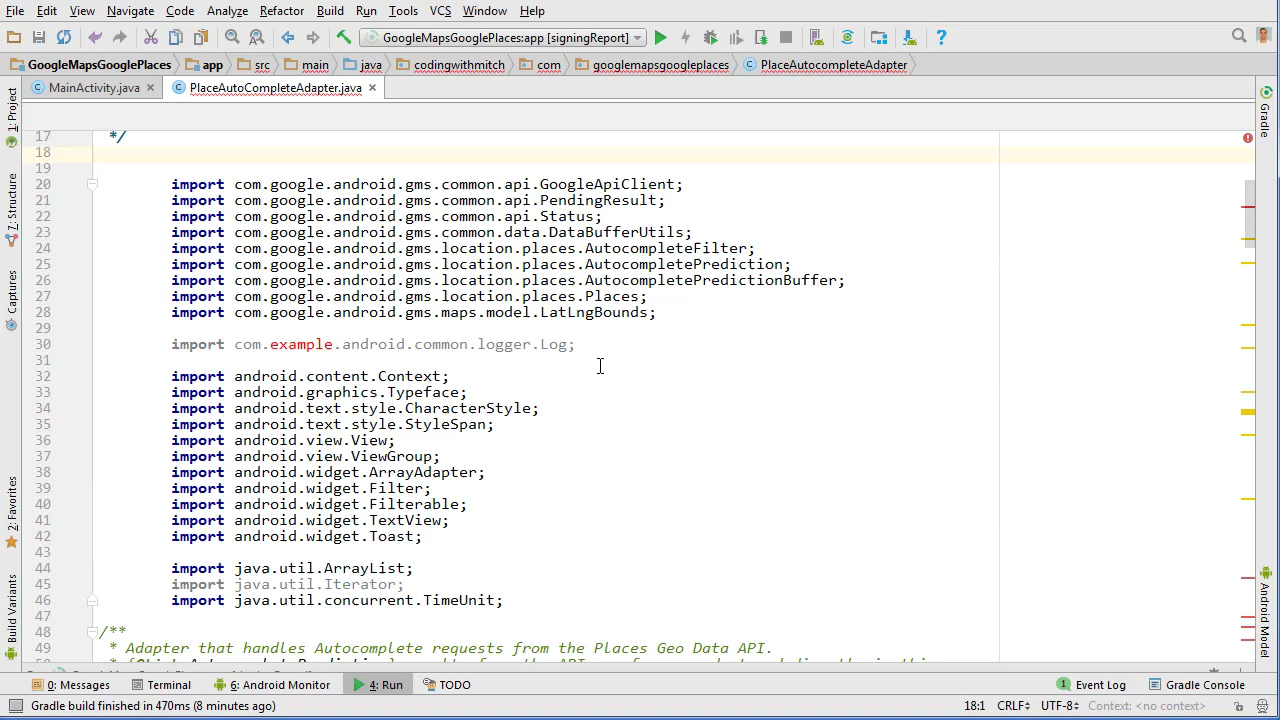 File Edit View Navigate Code Analyze Refactor Build Run Tools VCS Window Help
GoogleMapsGooglePlaces:app [signingReport]
GoogleMapsGooglePlaces app src main java codingwithmitch com googlemapsgoogleplaces PlaceAutocompleteAdapter
MainActivity.java PlaceAutoCompleteAdapter.java
1: Project
7: Structure
Captures
2: Favorites
Build Variants
17 */
18
19
20 import com.google.android.gms.common.api.GoogleApiClient;
21 import com.google.android.gms.common.api.PendingResult;
22 import com.google.android.gms.common.api.Status;
23 import com.google.android.gms.common.data.DataBufferUtils;
24 import com.google.android.gms.location.places.AutocompleteFilter;
25 import com.google.android.gms.location.places.AutocompletePrediction;
26 import com.google.android.gms.location.places.AutocompletePredictionBuffer;
27 import com.google.android.gms.location.places.Places;
28 import com.google.android.gms.maps.model.LatLngBounds;
29
30 import com.example.android.common.logger.Log;
31
32 import android.content.Context;
33 import android.graphics.Typeface;
34 import android.text.style.CharacterStyle;
35 import android.text.style.StyleSpan;
36 import android.view.View;
37 import android.view.ViewGroup;
38 import android.widget.ArrayAdapter;
39 import android.widget.Filter;
40 import android.widget.Filterable;
41 import android.widget.TextView;
42 import android.widget.Toast;
43
44 import java.util.ArrayList;
45 import java.util.Iterator;
46 import java.util.concurrent.TimeUnit;
47
48 /**
49 * Adapter that handles Autocomplete requests from the Places Geo Data API.
Gradle
Android Model
0: Messages Terminal 6: Android Monitor 4: Run TODO 1 Event Log Gradle Console
Gradle build finished in 470ms (8 minutes ago) 18:1 CRLF UTF-8 Context: <no context>